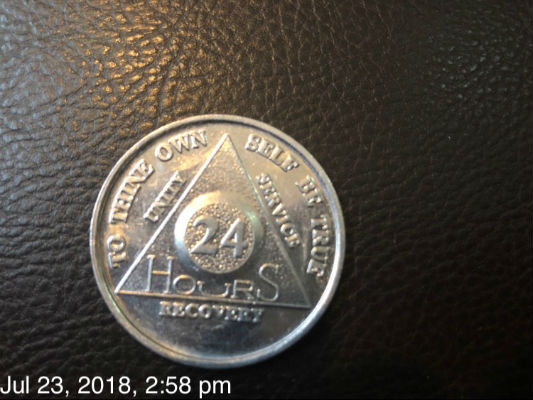 TO THINE OWN SELF BE TRUE
UNITY
SERVICE
24
HOURS
RECOVERY
Jul 23, 2018, 2:58 pm